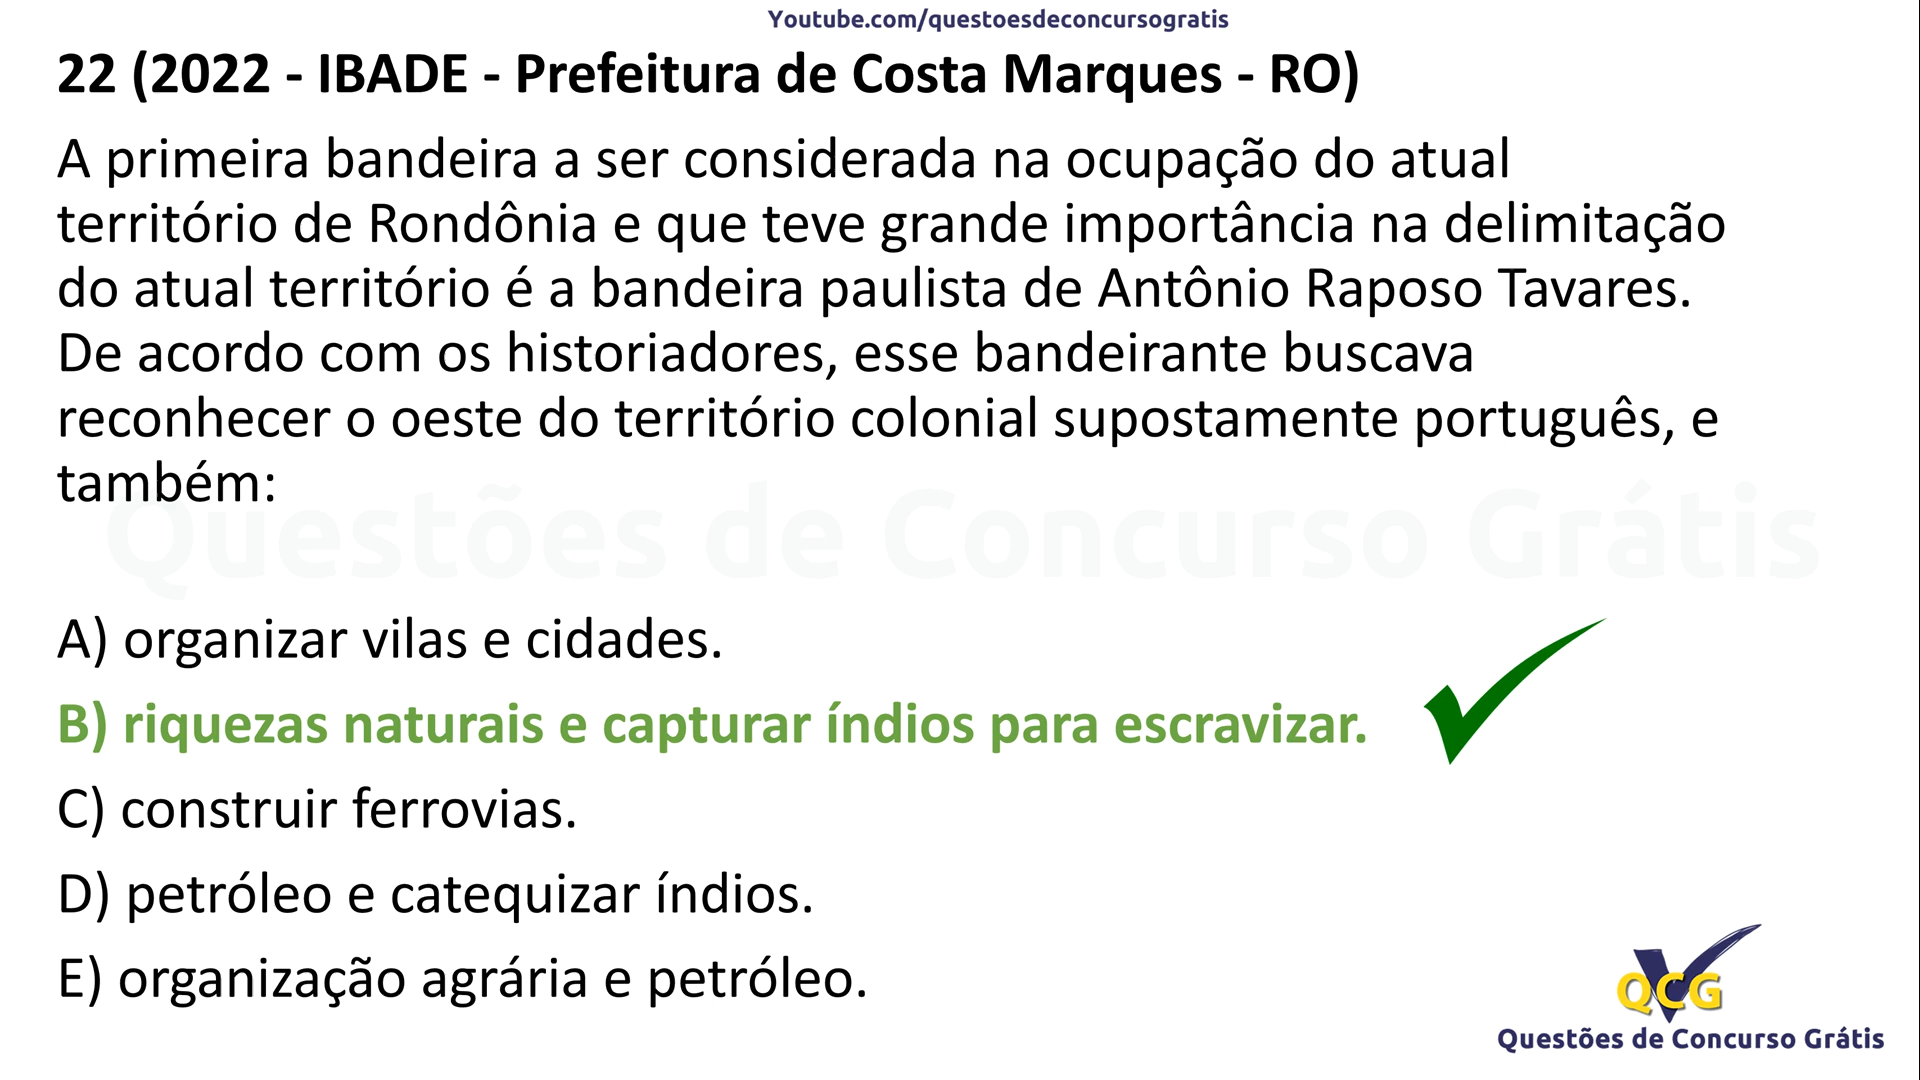 Youtube.com/questoesdeconcursogratis
22 (2022 - IBADE - Prefeitura de Costa Marques - RO)
A primeira bandeira a ser considerada na ocupação do atual
território de Rondônia e que teve grande importância na delimitação
do atual território é a bandeira paulista de Antônio Raposo Tavares.
De acordo com os historiadores, esse bandeirante buscava
reconhecer o oeste do território colonial supostamente português, e
também:
Questões de Concurso Grátis
A) organizar vilas e cidades.
B) riquezas naturais e capturar índios para escravizar.
C) construir ferrovias.
D) petróleo e catequizar índios.
E) organização agrária e petróleo.
QCG
Questões de Concurso Grátis